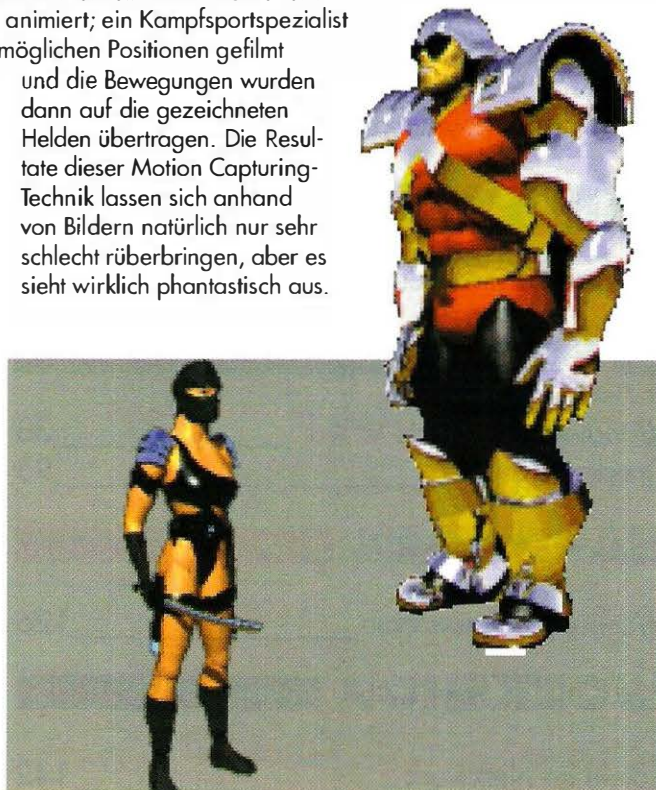 animiert; ein Kampfsportspezialist
möglichen Positionen gefilmt
und die Bewegungen wurden
dann auf die gezeichneten
Helden übertragen. Die Resul-
tate dieser Motion Capturing-
Technik lassen sich anhand
von Bildern natürlich nur sehr
schlecht rüberbringen, aber es
sieht wirklich phantastisch aus.